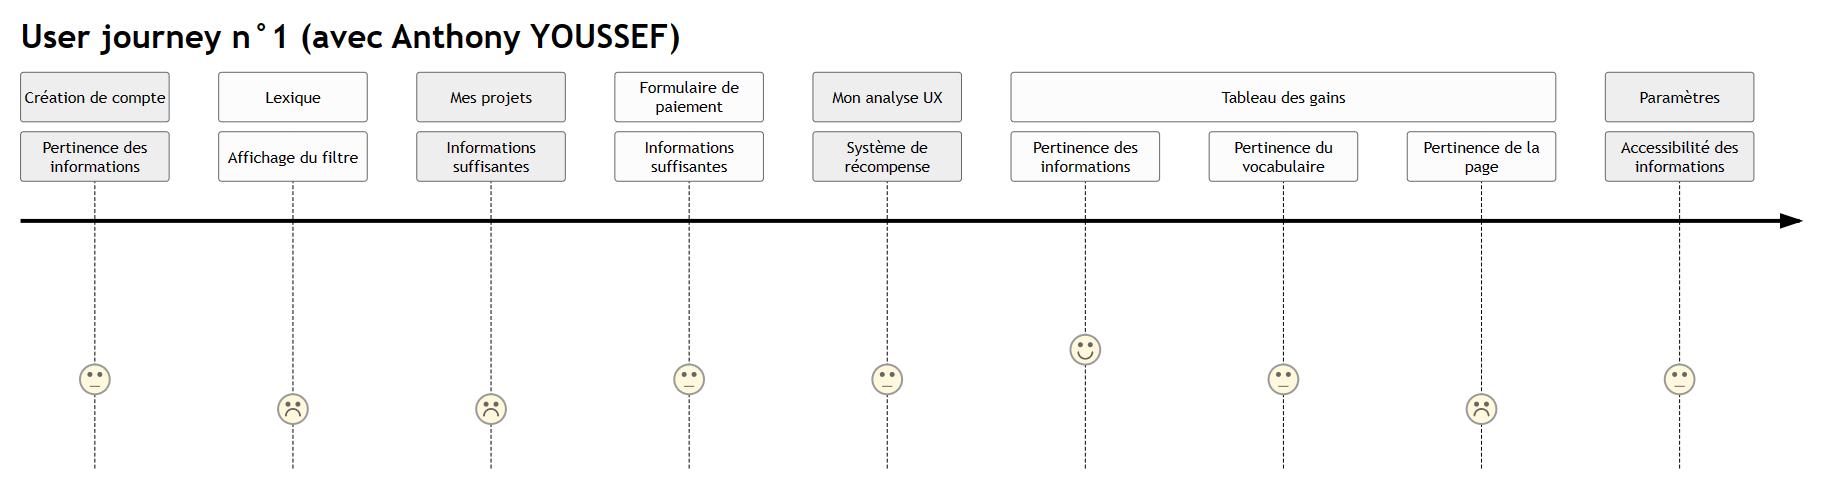 User journey n°1 (avec Anthony YOUSSEF)
Création de compte
Lexique
Mes projets
Formulaire de
paiement
Mon analyse UX
Tableau des gains
Paramètres
Pertinence des
informations
Affichage du filtre
Informations
suffisantes
Informations
suffisantes
Système de
récompense
Pertinence des
informations
Pertinence du
vocabulaire
Pertinence de la
page
Accessibilité des
informations